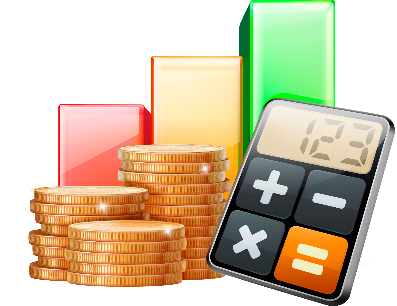 123
+ −
× =